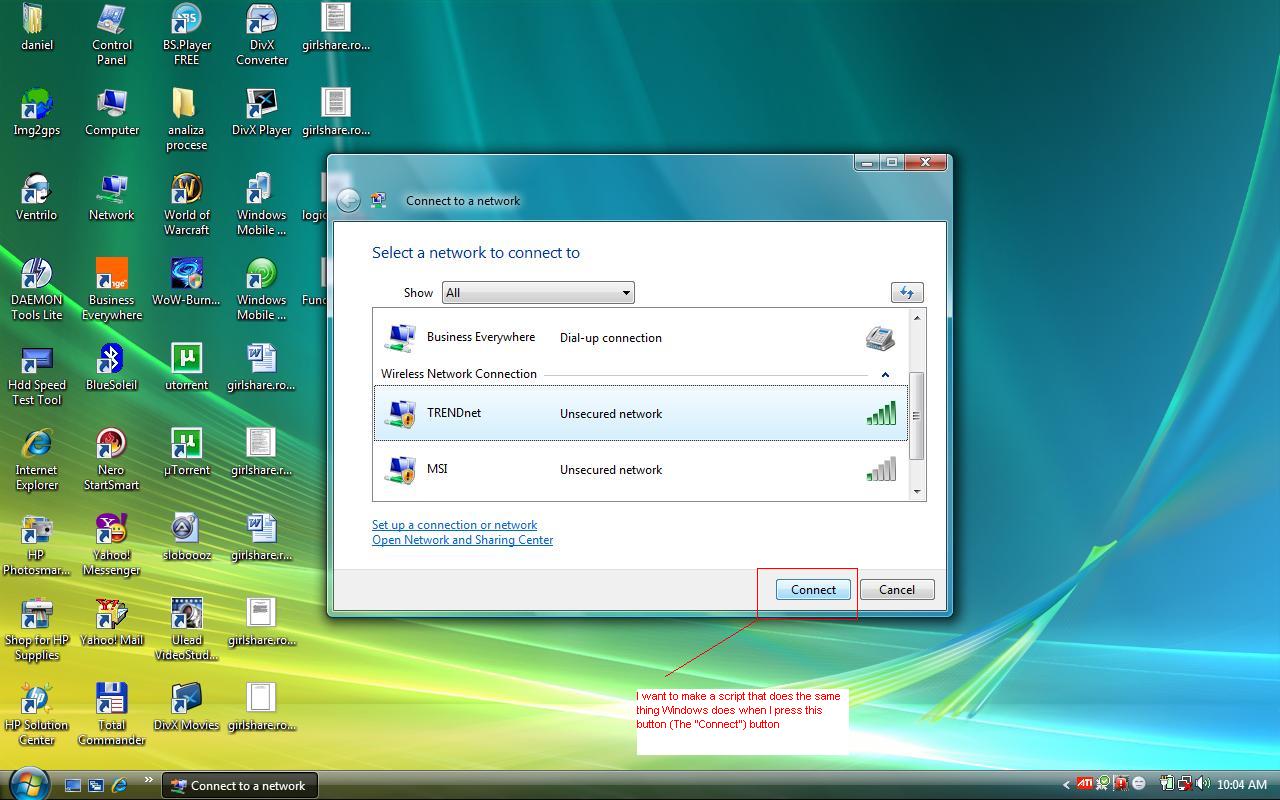 daniel
Control
Panel
BS.Player
FREE
DivX
Converter
girlshare.ro...
Img2gps
Computer
analiza
procese
DivX Player
girlshare.ro...
Ventrilo
Network
World of
Warcraft
Windows
Mobile ...
logic
DAEMON
Tools Lite
Business
Everywhere
WoW-Burn...
Windows
Mobile ...
Func
Hdd Speed
Test Tool
BlueSoleil
utorrent
girlshare.ro...
Internet
Explorer
Nero
StartSmart
µTorrent
girlshare.r...
HP
Photosmar...
Yahoo!
Messenger
sloboooz
girlshare.r...
Shop for HP
Supplies
Yahoo! Mail
Ulead
VideoStud...
girlshare.ro...
HP Solution
Center
Total
Commander
DivX Movies
girlshare.ro...
Connect to a network
Select a network to connect to
Show All
Business Everywhere Dial-up connection
Wireless Network Connection
TRENDnet Unsecured network
MSI Unsecured network
Set up a connection or network
Open Network and Sharing Center
Connect Cancel
I want to make a script that does the same
thing Windows does when I press this
button (The "Connect") button
Connect to a network
ATI
10:04 AM